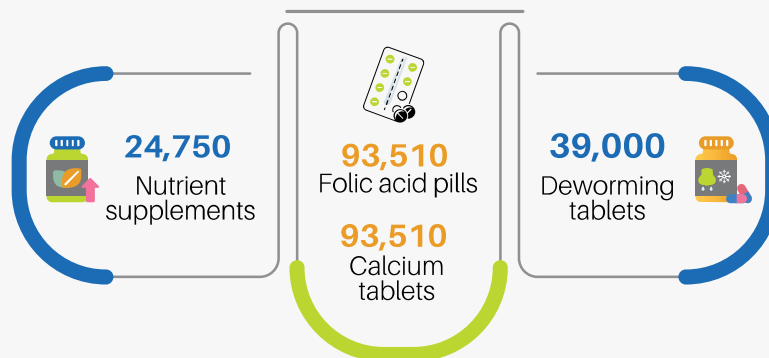 24,750
Nutrient
supplements
93,510
Folic acid pills
93,510
Calcium
tablets
39,000
Deworming
tablets